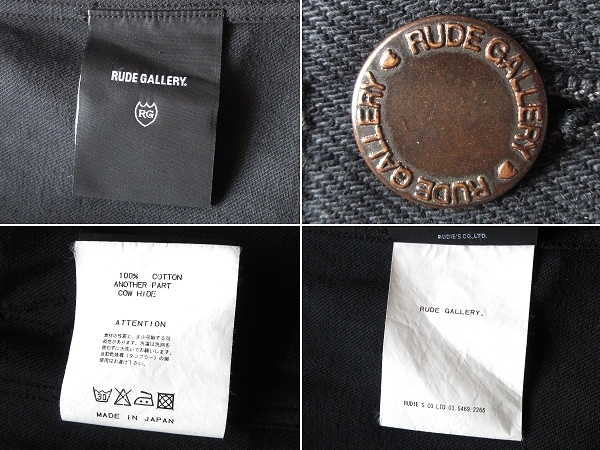 RUDE GALLERY.
RG
RUDE GALLERY
RUDE GALLERY
100% COTTON
ANOTHER PART
COW HIDE
ATTENTION
30
MADE IN JAPAN
RUDIE'S CO.,LTD.
RUDE GALLERY.
RUDIE'S CO.LTD.03.5469.2266